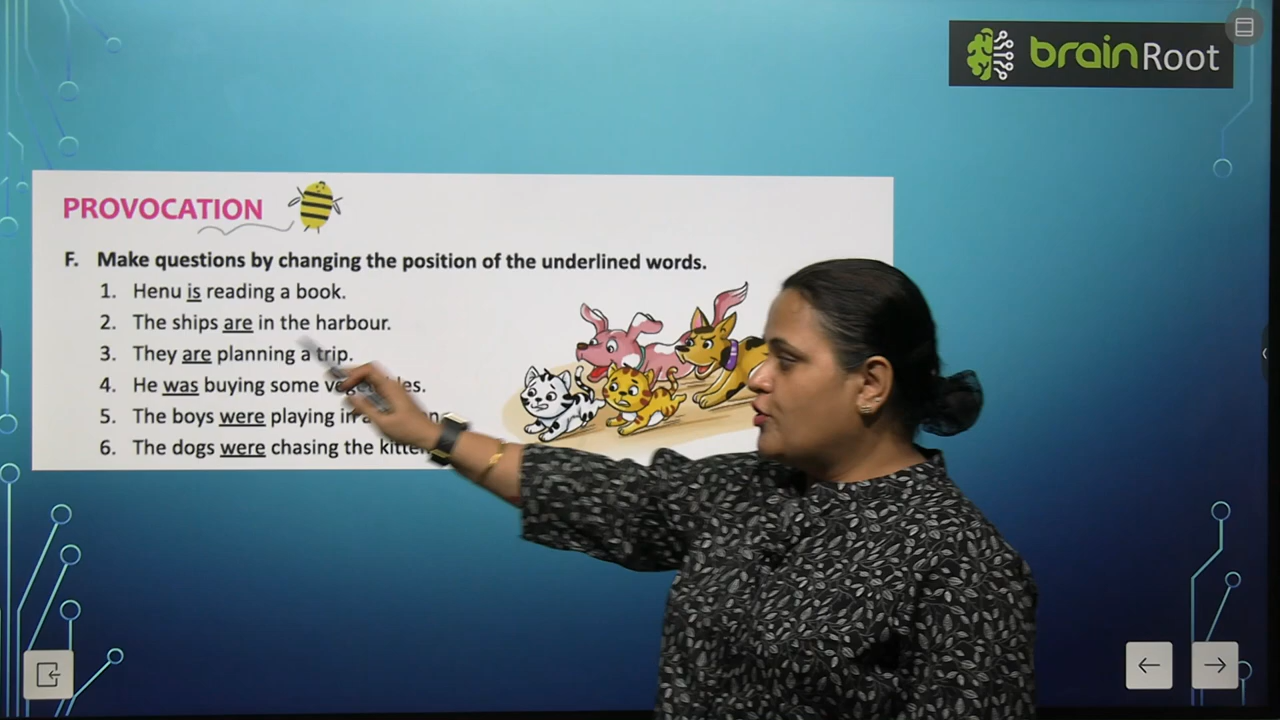 brainRoot
PROVOCATION
F. Make questions by changing the position of the underlined words.
1. Henu is reading a book.
2. The ships are in the harbour.
3. They are planning a trip.
4. He was buying some vegetables.
5. The boys were playing in a
6. The dogs were chasing the